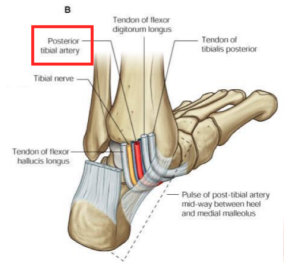 B
Tendon of flexor
digitorum longus
Posterior
tibial artery
Tendon of
tibialis posterior
Tibial nerve
Tendon of flexor
hallucis longus
Pulse of post-tibial artery
mid-way between heel
and medial malleolus